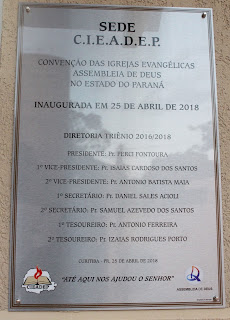 SEDE
C.I.E.A.D.E.P.
CONVENÇÃO DAS IGREJAS EVANGÉLICAS
ASSEMBLEIA DE DEUS
NO ESTADO DO PARANÁ
INAUGURADA EM 25 DE ABRIL DE 2018
DIRETORIA TRIÊNIO 2016/2018
PRESIDENTE: Pr. PERCI FONTOURA
1º VICE-PRESIDENTE: Pr. ISAIAS CARDOSO DOS SANTOS
2º VICE-PRESIDENTE: Pr. ANTONIO BATISTA MAIA
1º SECRETÁRIO: Pr. DANIEL SALES ACIOLI
2º SECRETÁRIO: Pr. SAMUEL AZEVEDO DOS SANTOS
1º TESOUREIRO: Pr. ANTONIO FERREIRA
2º TESOUREIRO: Pr. IZAIAS RODRIGUES PORTO
CURITIBA - PR, 25 DE ABRIL DE 2018
"ATÉ AQUI NOS AJUDOU O SENHOR"
CIEADEP
ASSEMBLEIA DE DEUS